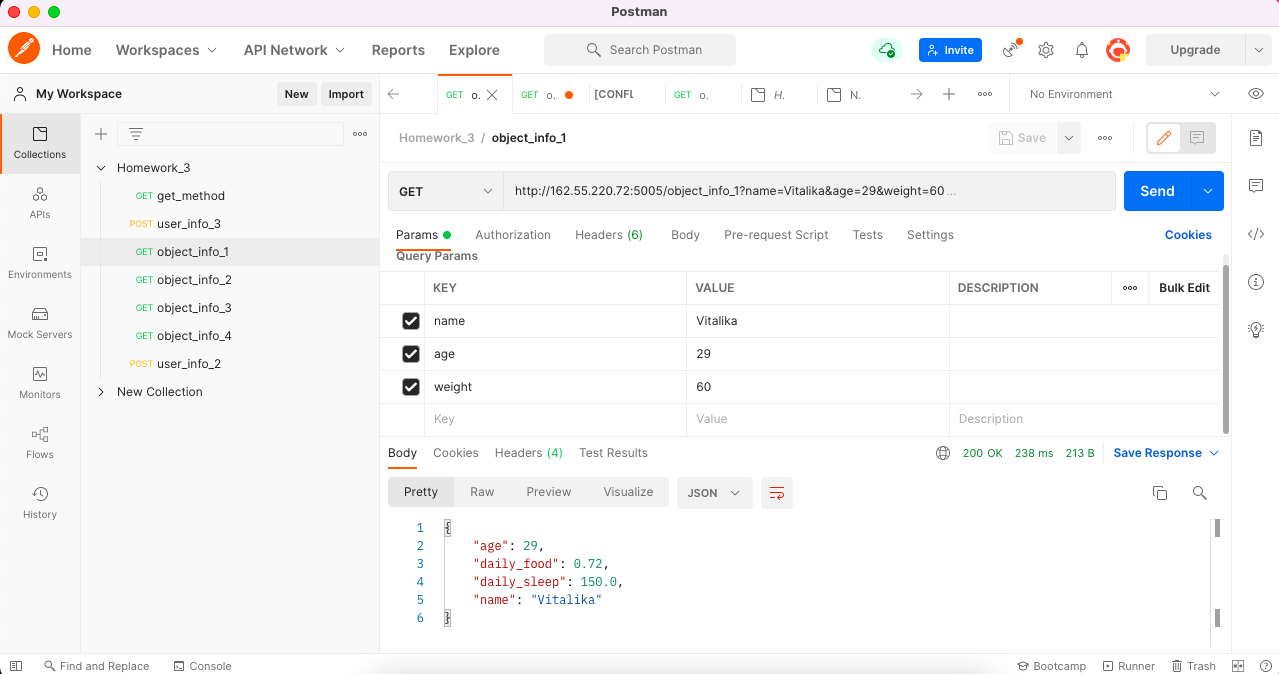 Postman
Home
Workspaces
API Network
Reports
Explore
Search Postman
Invite
Upgrade
My Workspace
New
Import
GET o.
GET o.
[CONFL
GET o.
H.
N.
No Environment
Collections
APIs
Environments
Mock Servers
Monitors
Flows
History
Homework_3
GET get_method
POST user_info_3
GET object_info_1
GET object_info_2
GET object_info_3
GET object_info_4
POST user_info_2
New Collection
Homework_3 / object_info_1
Save
GET
http://162.55.220.72:5005/object_info_1?name=Vitalika&age=29&weight=60 ...
Send
Params
Authorization
Headers (6)
Body
Pre-request Script
Tests
Settings
Cookies
Query Params
KEY VALUE DESCRIPTION Bulk Edit
name Vitalika
age 29
weight 60
Key Value Description
Body
Cookies
Headers (4)
Test Results
200 OK 238 ms 213 B
Save Response
Pretty
Raw
Preview
Visualize
JSON
1 {
2 "age": 29,
3 "daily_food": 0.72,
4 "daily_sleep": 150.0,
5 "name": "Vitalika"
6 }
Find and Replace
Console
Bootcamp
Runner
Trash